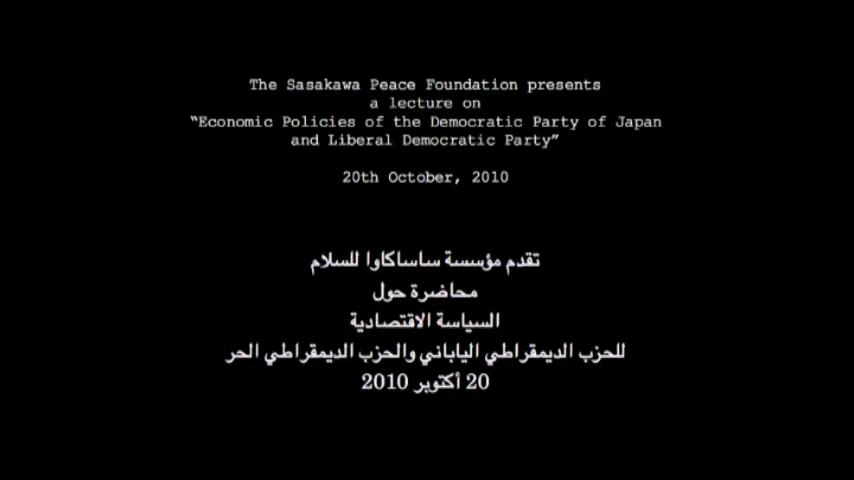 The Sasakawa Peace Foundation presents
a lecture on
“Economic Policies of the Democratic Party of Japan
and Liberal Democratic Party”
20th October, 2010
تقدم مؤسسة ساساكاوا للسلام
محاضرة حول
السياسة الاقتصادية
للحزب الديمقراطي الياباني والحزب الديمقراطي الحر
20 أكتوبر 2010